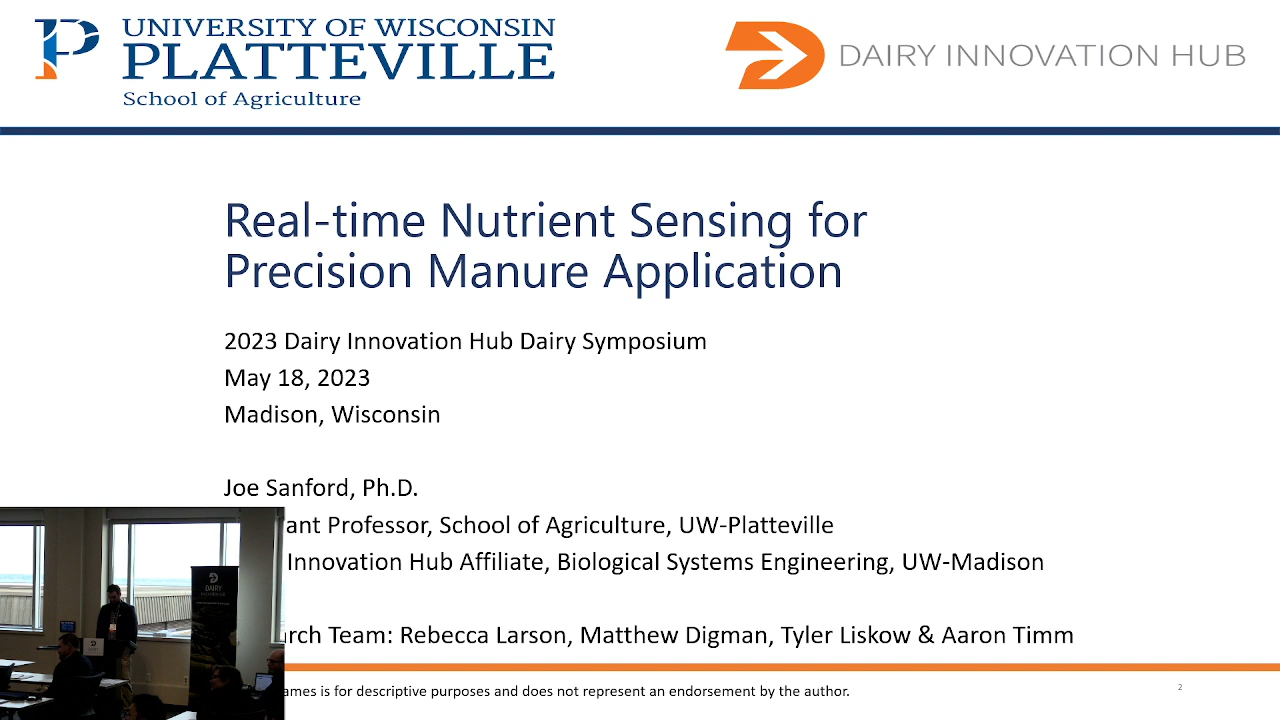 UNIVERSITY OF WISCONSIN
PLATTEVILLE
School of Agriculture
DAIRY INNOVATION HUB
Real-time Nutrient Sensing for
Precision Manure Application
2023 Dairy Innovation Hub Dairy Symposium
May 18, 2023
Madison, Wisconsin
Joe Sanford, Ph.D.
Professor, School of Agriculture, UW-Platteville
Innovation Hub Affiliate, Biological Systems Engineering, UW-Madison
Team: Rebecca Larson, Matthew Digman, Tyler Liskow & Aaron Timm
is for descriptive purposes and does not represent an endorsement by the author.
2
DAIRY